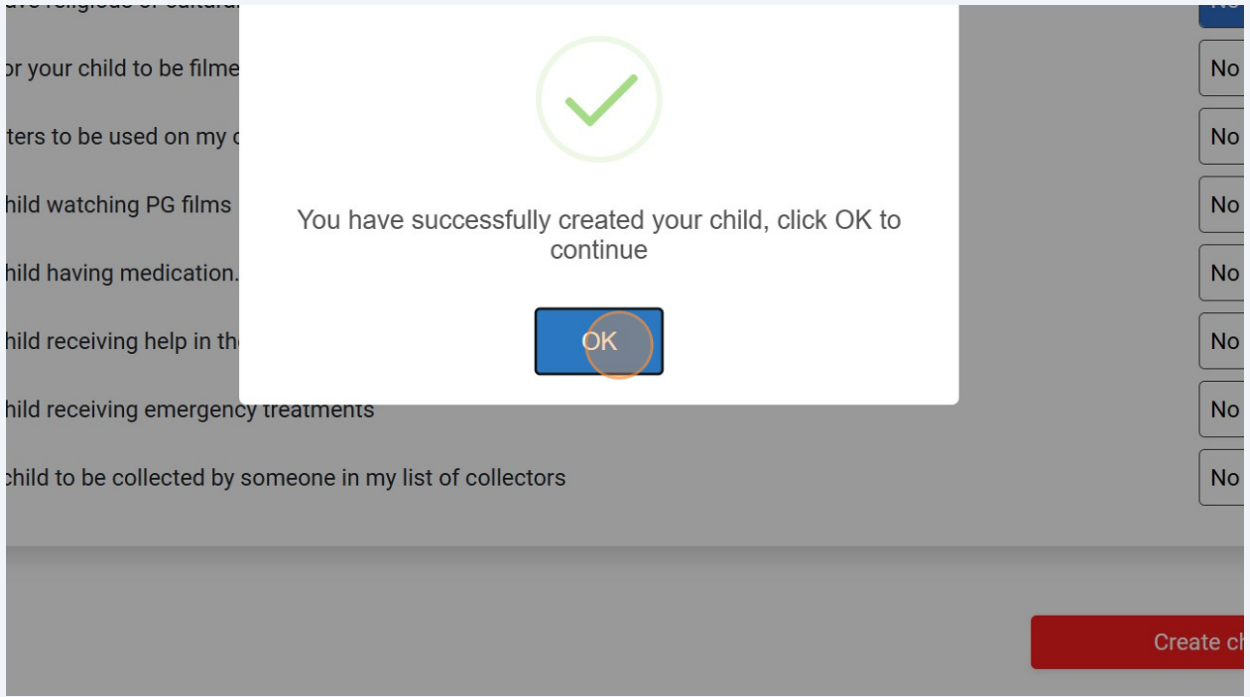 No
or your child to be filme
No
ters to be used on my c
No
hild watching PG films
No
You have successfully created your child, click OK to
continue
hild having medication.
No
hild receiving help in th
No
OK
hild receiving emergency treatments
No
child to be collected by someone in my list of collectors
No
Create ch